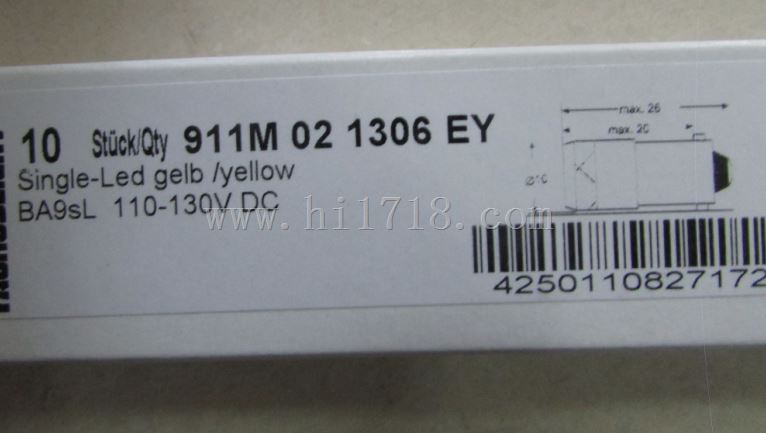 10 Stück/Qty 911M 02 1306 EY
Single-Led gelb /yellow
BA9sL 110-130V DC
max. 26
max. 20
www.hi1718.com
4250110827172